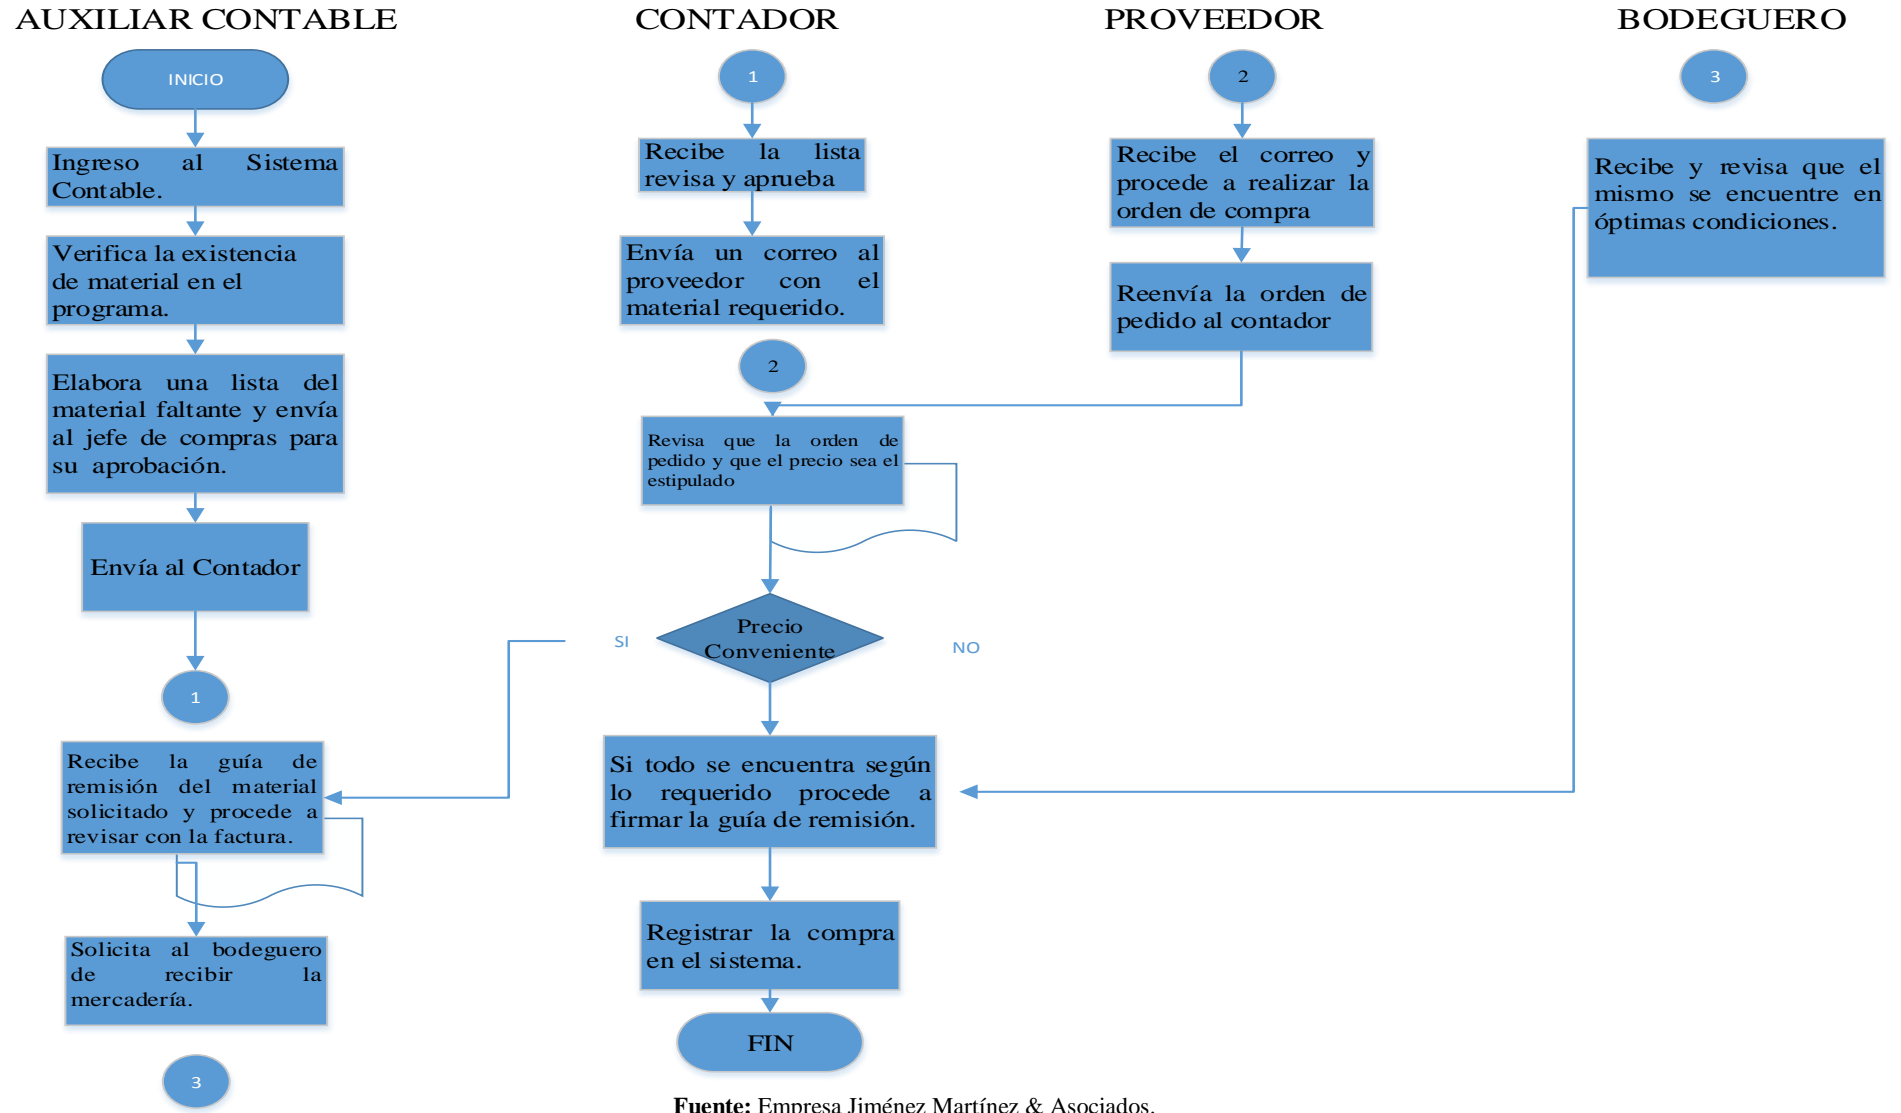 AUXILIAR CONTABLE
INICIO
Ingreso al Sistema
Contable.
Verifica la existencia
de material en el
programa.
Elabora una lista del
material faltante y envía
al jefe de compras para
su aprobación.
Envía al Contador
1
Recibe la guía de
remisión del material
solicitado y procede a
revisar con la factura.
Solicita al bodeguero
de recibir la
mercadería.
3
CONTADOR
1
Recibe la lista
revisa y aprueba
Envía un correo al
proveedor con el
material requerido.
2
Revisa que la orden de
pedido y que el precio sea el
estipulado
SI
Precio
Conveniente
NO
Si todo se encuentra según
lo requerido procede a
firmar la guía de remisión.
Registrar la compra
en el sistema.
FIN
PROVEEDOR
2
Recibe el correo y
procede a realizar la
orden de compra
Reenvía la orden de
pedido al contador
BODEGUERO
3
Recibe y revisa que el
mismo se encuentre en
óptimas condiciones.
Fuente: Empresa Jiménez Martínez & Asociados.